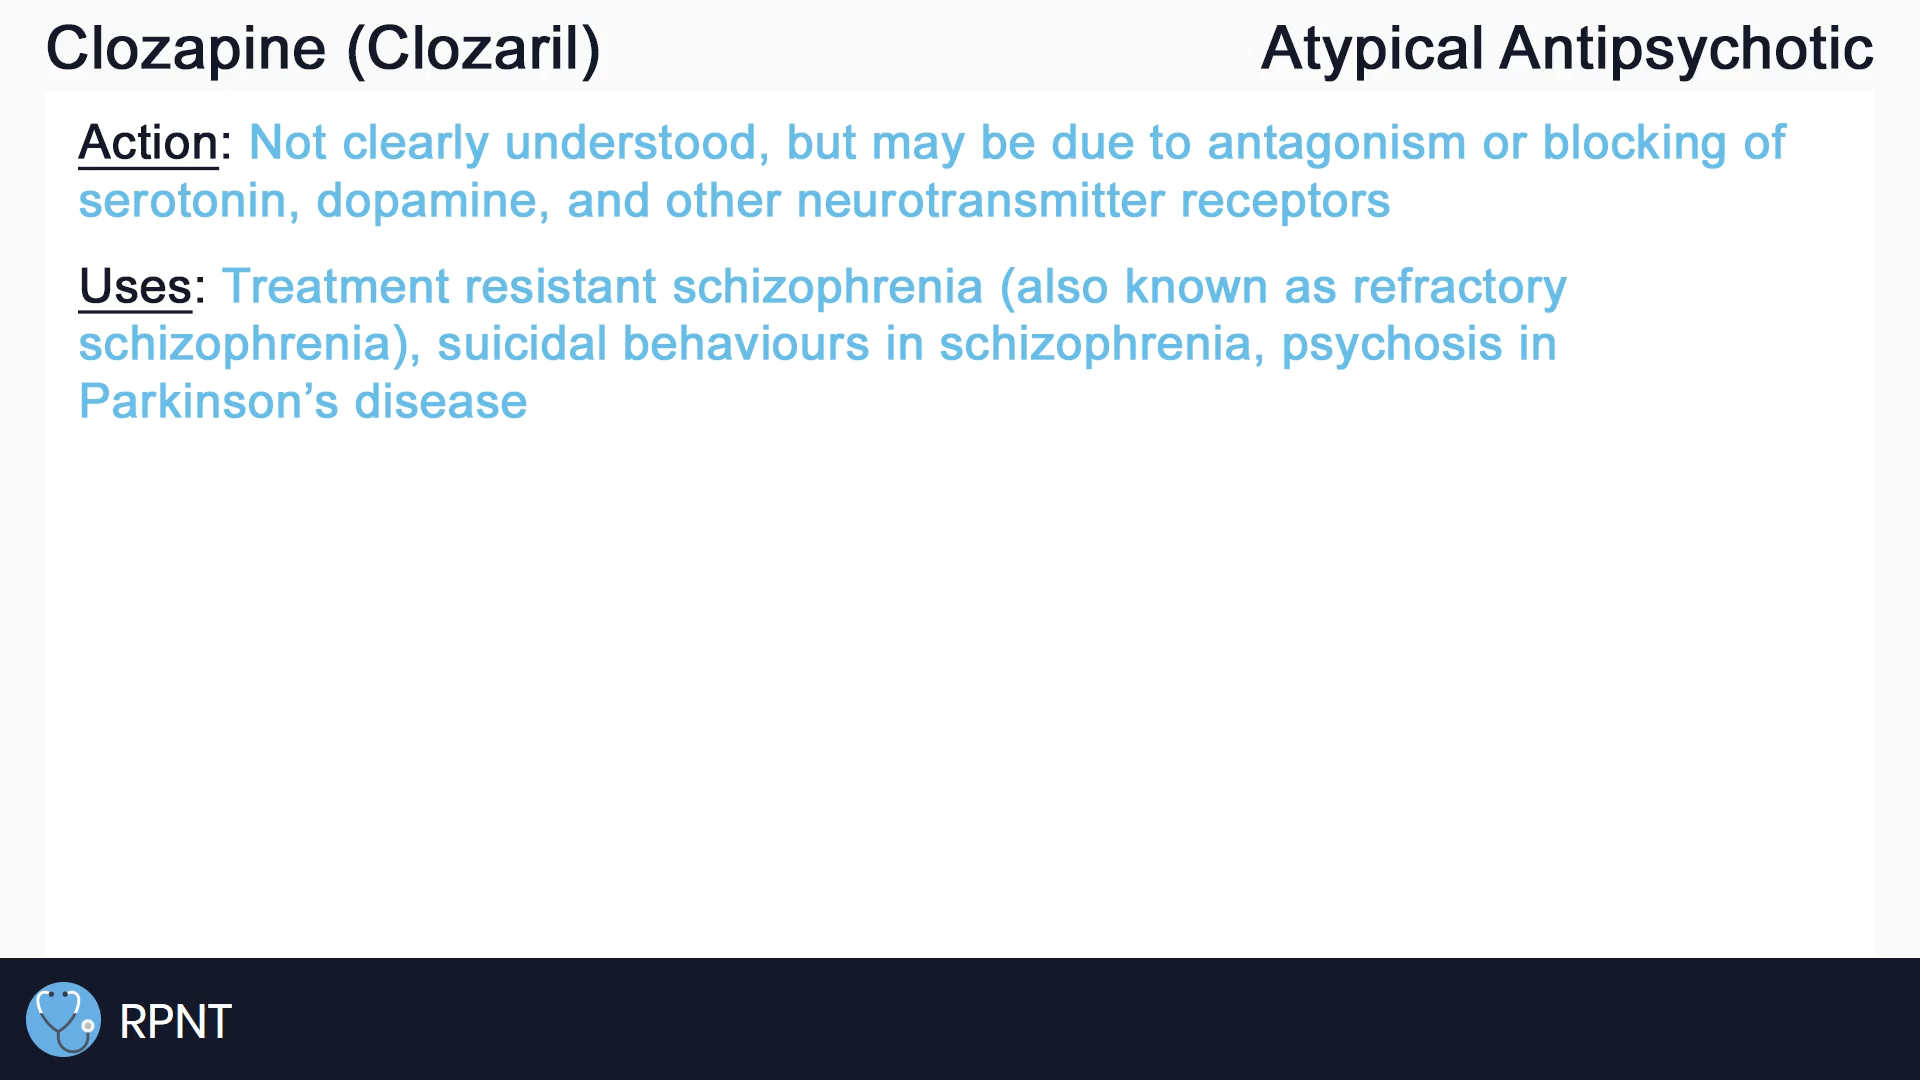 Clozapine (Clozaril)
Atypical Antipsychotic
Action: Not clearly understood, but may be due to antagonism or blocking of
serotonin, dopamine, and other neurotransmitter receptors
Uses: Treatment resistant schizophrenia (also known as refractory
schizophrenia), suicidal behaviours in schizophrenia, psychosis in
Parkinson’s disease
RPNT